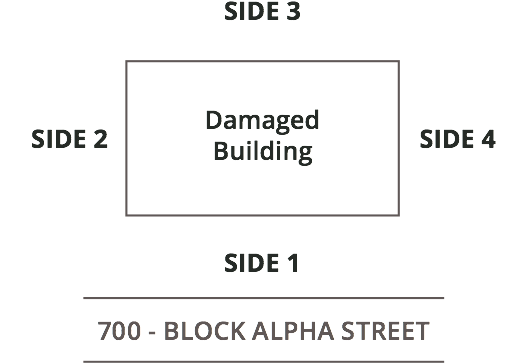 SIDE 3
SIDE 2
Damaged
Building
SIDE 4
SIDE 1
700 - BLOCK ALPHA STREET